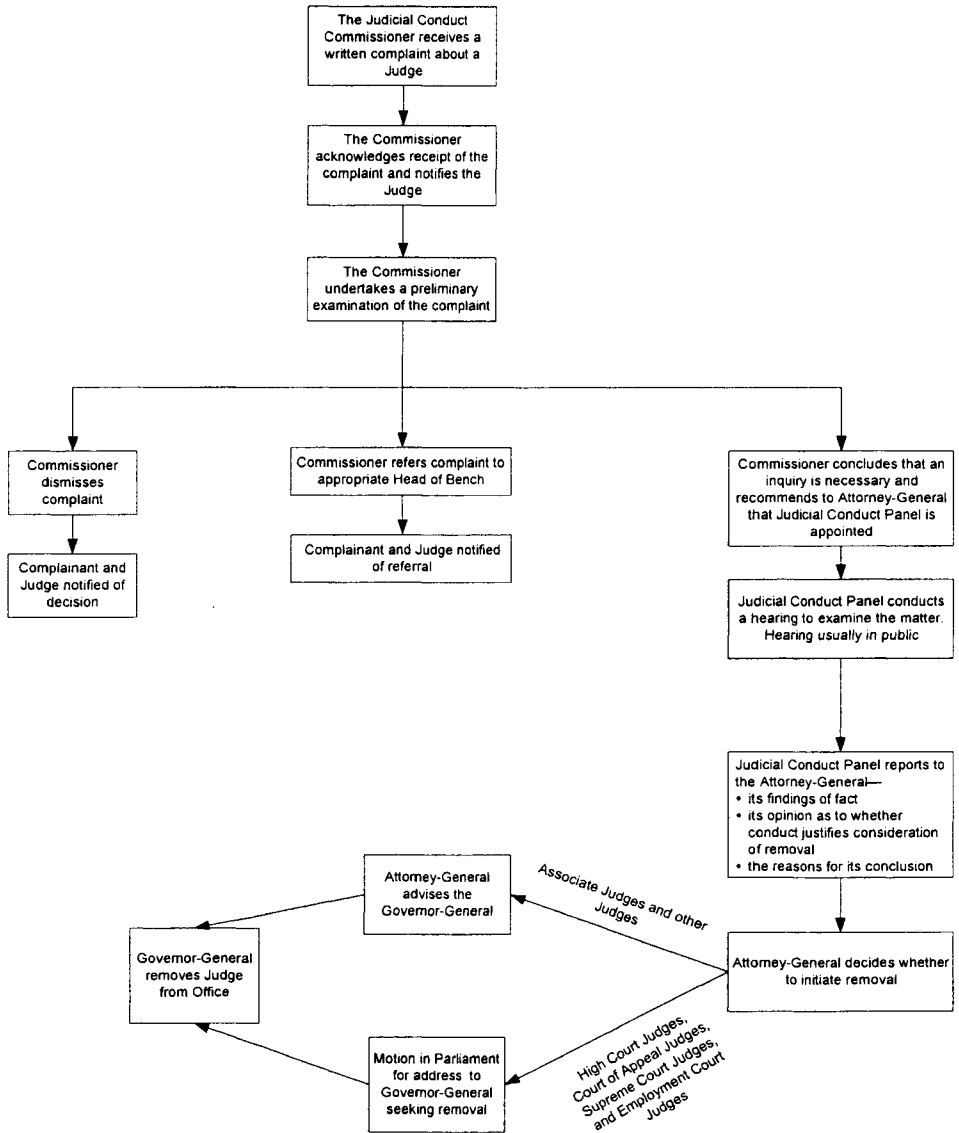 The Judicial Conduct
Commissioner receives a
written complaint about a
Judge
The Commissioner
acknowledges receipt of the
complaint and notifies the
Judge
The Commissioner
undertakes a preliminary
examination of the complaint
Commissioner
dismisses
complaint
Complainant and
Judge notified of
decision
Commissioner refers complaint to
appropriate Head of Bench
Complainant and Judge notified
of referral
Commissioner concludes that an
inquiry is necessary and
recommends to Attorney-General
that Judicial Conduct Panel is
appointed
Judicial Conduct Panel conducts
a hearing to examine the matter.
Hearing usually in public
Judicial Conduct Panel reports to
the Attorney-General—
• its findings of fact
• its opinion as to whether
conduct justifies consideration
of removal
• the reasons for its conclusion
Attorney-General decides whether
to initiate removal
Associate Judges and other
Judges
Attorney-General
advises the
Governor-General
High Court Judges,
Court of Appeal Judges,
Supreme Court Judges,
and Employment Court
Judges
Motion in Parliament
for address to
Governor-General
seeking removal
Governor-General
removes Judge
from Office